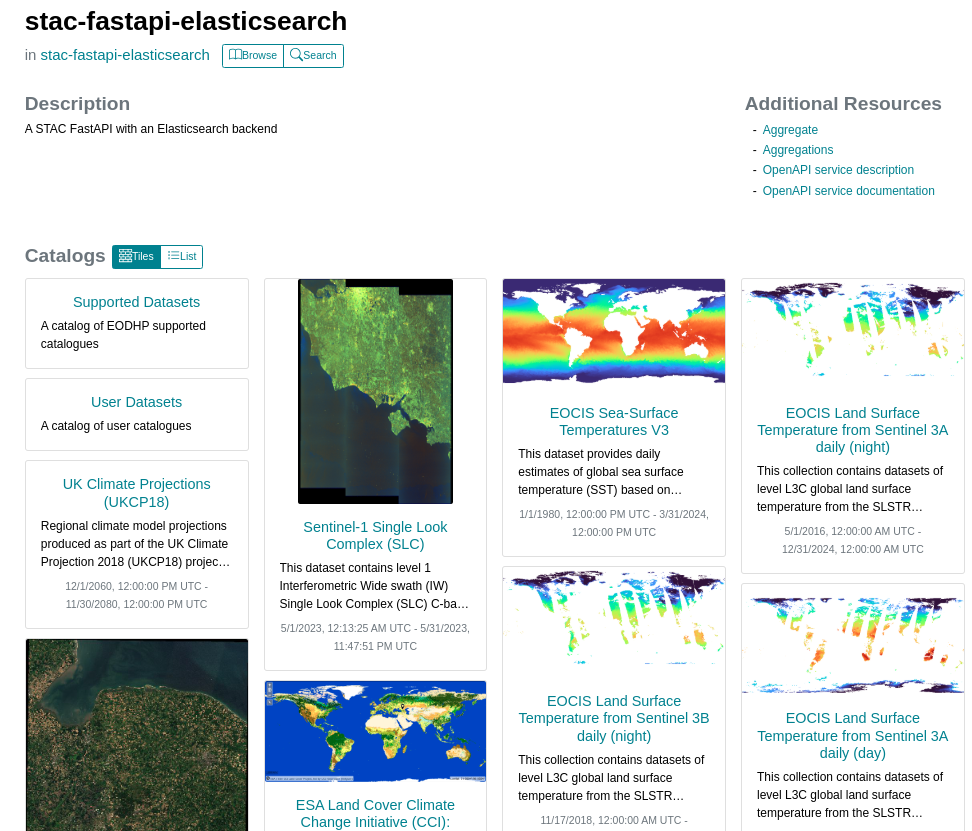 stac-fastapi-elasticsearch
in stac-fastapi-elasticsearch Browse Search
Description
A STAC FastAPI with an Elasticsearch backend
Additional Resources
- Aggregate
- Aggregations
- OpenAPI service description
- OpenAPI service documentation
Catalogs Tiles List
Supported Datasets
A catalog of EODHP supported
catalogues
User Datasets
A catalog of user catalogues
UK Climate Projections
(UKCP18)
Regional climate model projections
produced as part of the UK Climate
Projection 2018 (UKCP18) projec…
12/1/2060, 12:00:00 PM UTC -
11/30/2080, 12:00:00 PM UTC
Sentinel-1 Single Look
Complex (SLC)
This dataset contains level 1
Interferometric Wide swath (IW)
Single Look Complex (SLC) C-ba…
5/1/2023, 12:13:25 AM UTC - 5/31/2023,
11:47:51 PM UTC
ESA Land Cover Climate
Change Initiative (CCI):
EOCIS Sea-Surface
Temperatures V3
This dataset provides daily
estimates of global sea surface
temperature (SST) based on…
1/1/1980, 12:00:00 PM UTC - 3/31/2024,
12:00:00 PM UTC
EOCIS Land Surface
Temperature from Sentinel 3B
daily (night)
This collection contains datasets of
level L3C global land surface
temperature from the SLSTR…
11/17/2018, 12:00:00 AM UTC -
EOCIS Land Surface
Temperature from Sentinel 3A
daily (night)
This collection contains datasets of
level L3C global land surface
temperature from the SLSTR…
5/1/2016, 12:00:00 AM UTC -
12/31/2024, 12:00:00 AM UTC
EOCIS Land Surface
Temperature from Sentinel 3A
daily (day)
This collection contains datasets of
level L3C global land surface
temperature from the SLSTR…